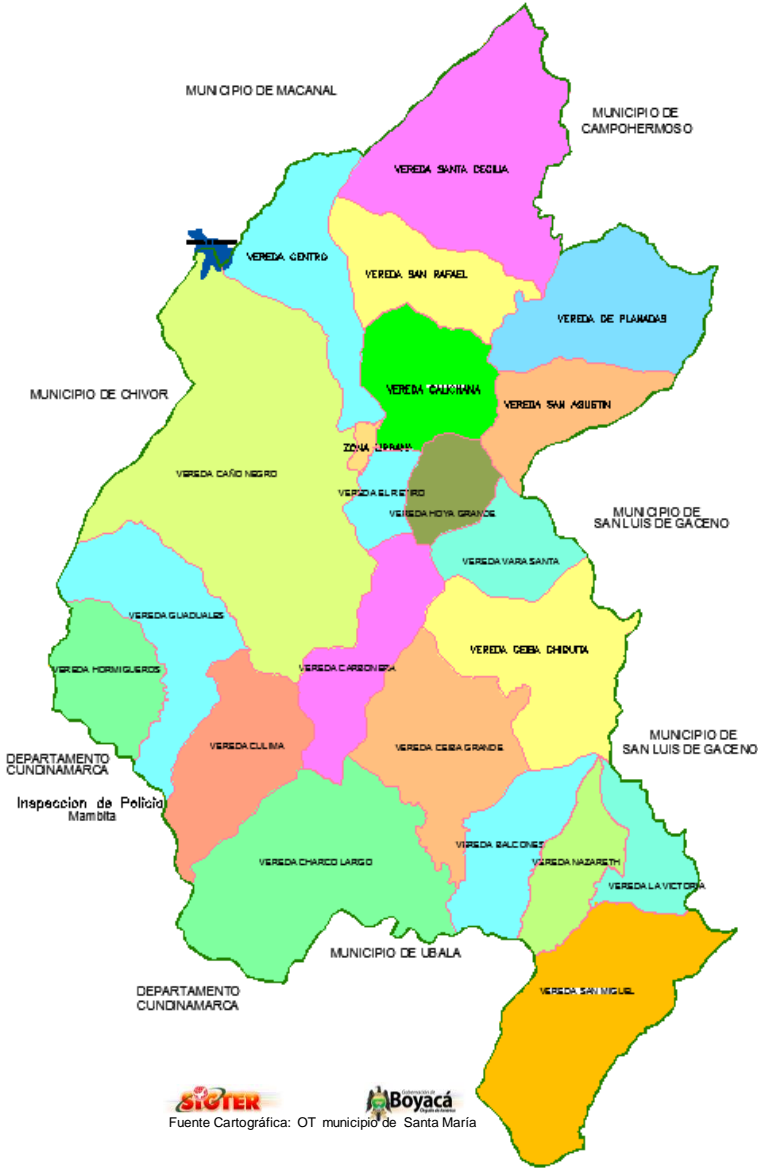 MUNICIPIO DE MACANAL
MUNICIPIO DE
CAMPOHERMOSO
VEREDA SANTA CECILIA
VEREDA CENTRO
VEREDA SAN RAFAEL
VEREDA DE PLANADAS
MUNICIPIO DE CHIVOR
VEREDA CALICHANA
VEREDA SAN AGUSTIN
ZONA URBANA
VEREDA CAÑO NEGRO
VEREDA EL RETIRO
VEREDA HOYA GRANDE
MUNICIPIO DE
SAN LUIS DE GACENO
VEREDA VARA SANTA
VEREDA GUADUALES
VEREDA CEIBA CHIQUITA
VEREDA HORMIGUEROS
VEREDA CARBONERA
VEREDA CULIMA
VEREDA CEIBA GRANDE
MUNICIPIO DE
SAN LUIS DE GACENO
DEPARTAMENTO
CUNDINAMARCA
Inspeccion de Policia
Mambita
VEREDA BALCONES
VEREDA CHARCO LARGO
VEREDA NAZARETH
VEREDA LA VICTORIA
MUNICIPIO DE UBALA
DEPARTAMENTO
CUNDINAMARCA
VEREDA SAN MIGUEL
SIGTER
Gobernación de
Boyacá
Fuente Cartográfica: OT municipio de Santa María